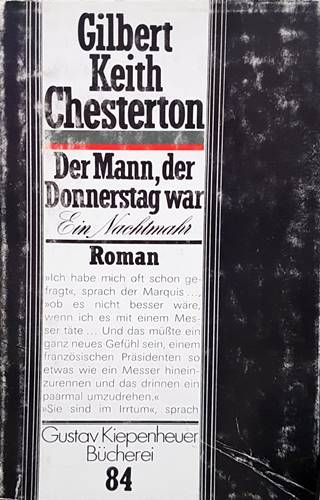 Gilbert
Keith
Chesterton
Der Mann, der
Donnerstag war
Ein Nachtmahr
Roman
»Ich habe mich oft schon ge-
fragt«, sprach der Marquis...,
»ob es nicht besser wäre,
wenn ich es mit einem Mes-
ser täte ... Und das müßte ein
ganz neues Gefühl sein, einem
französischen Präsidenten so
etwas wie ein Messer hinein-
zurennen und das drinnen ein
paarmal umzudrehen.«
»Sie sind im Irrtum«, sprach
Gustav Kiepenheuer
Bücherei
84